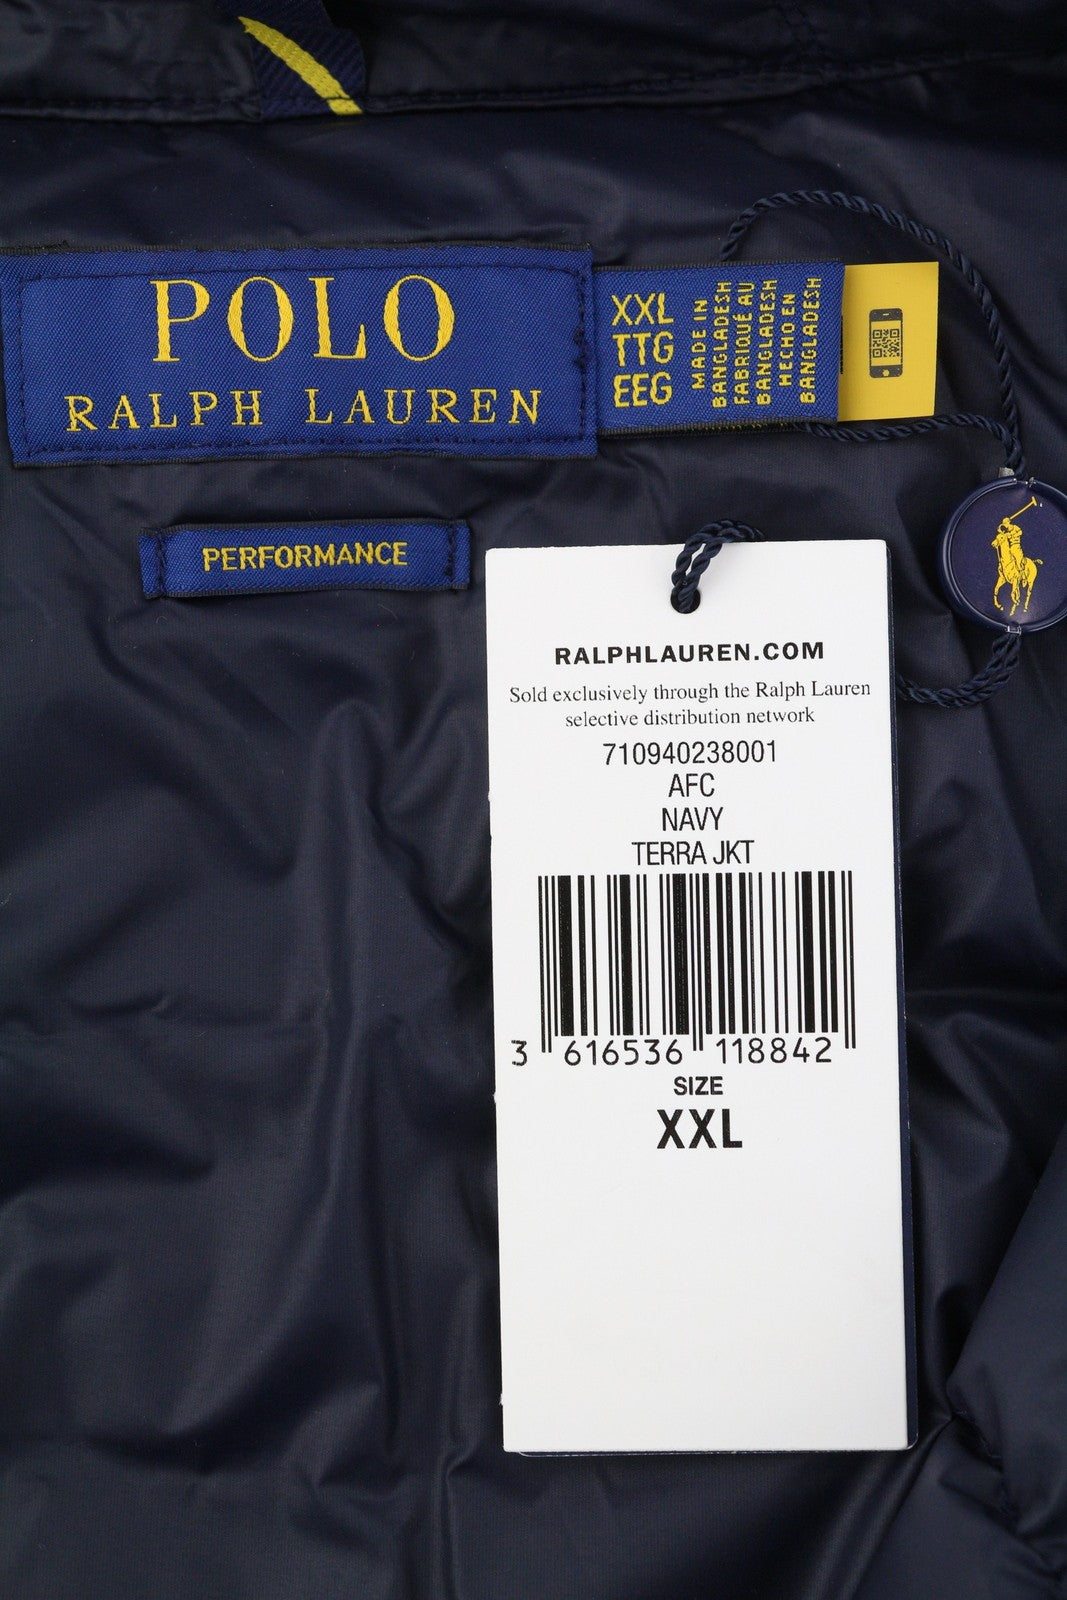 POLO
RALPH LAUREN
XXL
TTG
EEG
MADE IN
BANGLADESH
FABRIQUÉ AU
BANGLADESH
HECHO EN
BANGLADESH
PERFORMANCE
RALPHLAUREN.COM
Sold exclusively through the Ralph Lauren
selective distribution network
710940238001
AFC
NAVY
TERRA JKT
3 616536 118842
SIZE
XXL